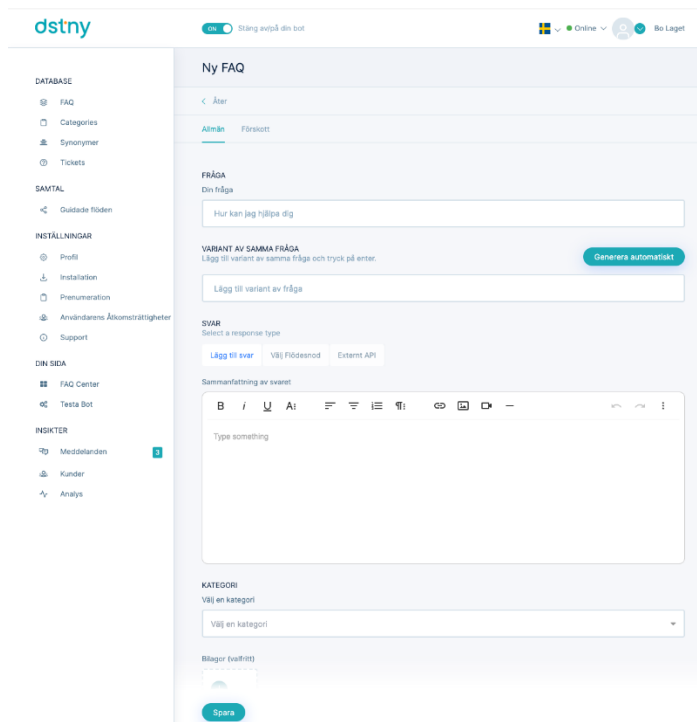 dstny
ON Stäng av/på din bot
Online
Bo Laget
DATABASE
FAQ
Categories
Synonymer
Tickets
SAMTAL
Guidade flöden
INSTÄLLNINGAR
Profil
Installation
Prenumeration
Användarens Åtkomsträttigheter
Support
DIN SIDA
FAQ Center
Testa Bot
INSIKTER
Meddelanden 3
Kunder
Analys
Ny FAQ
Åter
Allmän Förskott
FRÅGA
Din fråga
Hur kan jag hjälpa dig
VARIANT AV SAMMA FRÅGA
Lägg till variant av samma fråga och tryck på enter.
Generera automatiskt
Lägg till variant av fråga
SVAR
Select a response type
Lägg till svar Välj Flödesnod Externt API
Sammanfattning av svaret
B i U A
Type something
KATEGORI
Välj en kategori
Välj en kategori
Bilagor (valfritt)
Spara